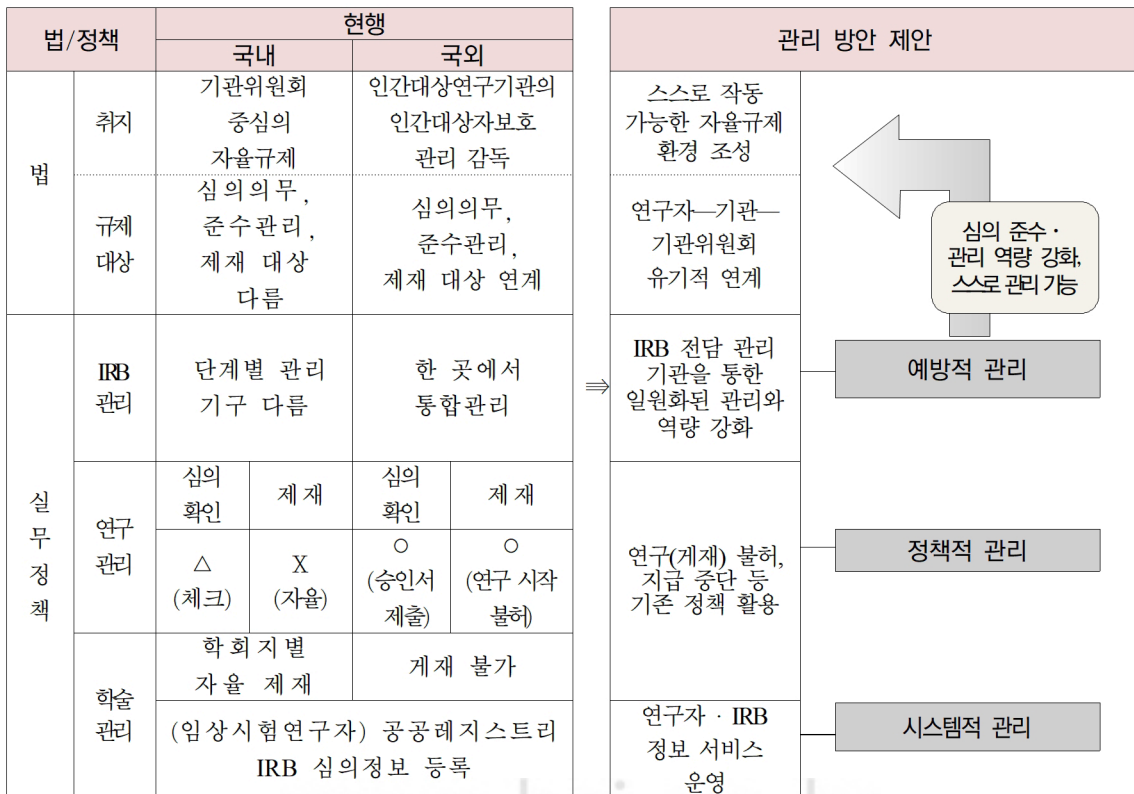 법/정책
현행
국내
국외
관리 방안 제안
법
취지
기관위원회
중심의
자율규제
인간대상연구기관의
인간대상자보호
관리 감독
스스로 작동
가능한 자율규제
환경 조성
규제
대상
심의의무,
준수관리,
제재 대상
다름
심의의무,
준수관리,
제재 대상 연계
연구자—기관—
기관위원회
유기적 연계
심의 준수·
관리 역량 강화,
스스로 관리 기능
실
무
정
책
IRB
관리
단계별 관리
기구 다름
한 곳에서
통합관리
⇒
IRB 전담 관리
기관을 통한
일원화된 관리와
역량 강화
예방적 관리
연구
관리
심의
확인
제재
심의
확인
제재
△
(체크)
X
(자율)
○
(승인서
제출)
○
(연구 시작
불허)
연구(게재) 불허,
지급 중단 등
기존 정책 활용
정책적 관리
학술
관리
학회지별
자율 제재
게재 불가
(임상시험연구자) 공공레지스트리
IRB 심의정보 등록
연구자 · IRB
정보 서비스
운영
시스템적 관리